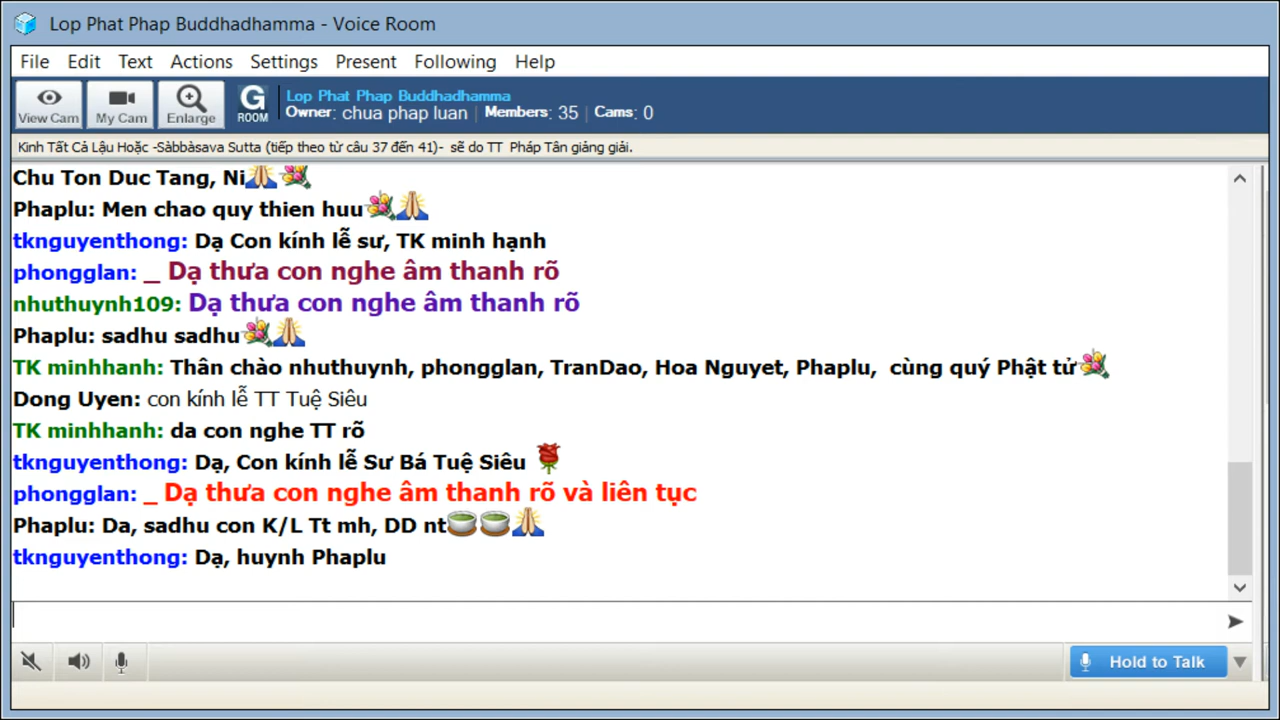 Lop Phat Phap Buddhadhamma - Voice Room
File Edit Text Actions Settings Present Following Help
View Cam My Cam Enlarge G ROOM Lop Phat Phap Buddhadhamma
Owner: chua phap luan | Members: 35 | Cams: 0
Kinh Tất Cả Lậu Hoặc -Sàbbàsava Sutta (tiếp theo từ câu 37 đến 41)- sẽ do TT Pháp Tân giảng giải.
Chu Ton Duc Tang, Ni
Phaplu: Men chao quy thien huu
tknguyenthong: Dạ Con kính lễ sư, TK minh hạnh
phongglan: _ Dạ thưa con nghe âm thanh rõ
nhuthuynh109: Dạ thưa con nghe âm thanh rõ
Phaplu: sadhu sadhu
TK minhhanh: Thân chào nhuthuynh, phongglan, TranDao, Hoa Nguyet, Phaplu, cùng quý Phật tử
Dong Uyen: con kính lễ TT Tuệ Siêu
TK minhhanh: da con nghe TT rõ
tknguyenthong: Dạ, Con kính lễ Sư Bá Tuệ Siêu
phongglan: _ Dạ thưa con nghe âm thanh rõ và liên tục
Phaplu: Da, sadhu con K/L Tt mh, DD nt
tknguyenthong: Dạ, huynh Phaplu
Hold to Talk